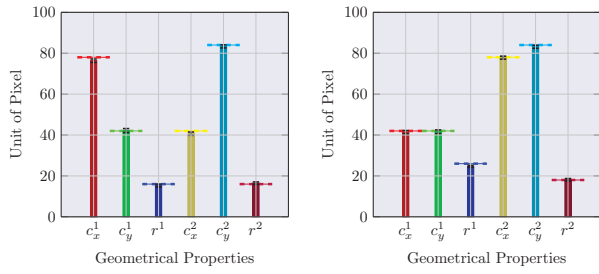 100
80
60
40
20
0
Unit of Pixel
c_x^1 c_y^1 r^1 c_x^2 c_y^2 r^2
Geometrical Properties
100
80
60
40
20
0
Unit of Pixel
c_x^1 c_y^1 r^1 c_x^2 c_y^2 r^2
Geometrical Properties